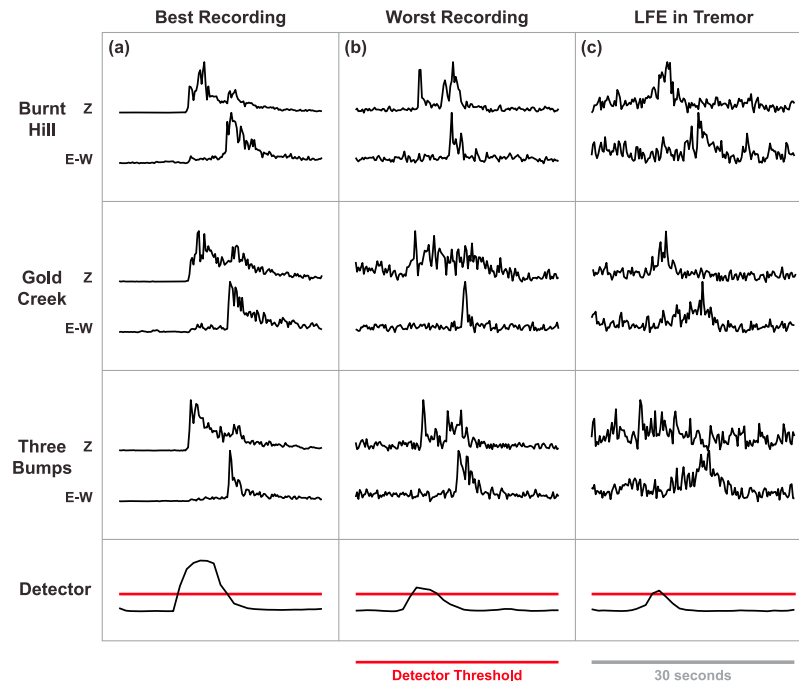 Best Recording
Worst Recording
LFE in Tremor
(a)
(b)
(c)
Burnt
Hill
Z
E-W
Gold
Creek
Z
E-W
Three
Bumps
Z
E-W
Detector
Detector Threshold
30 seconds